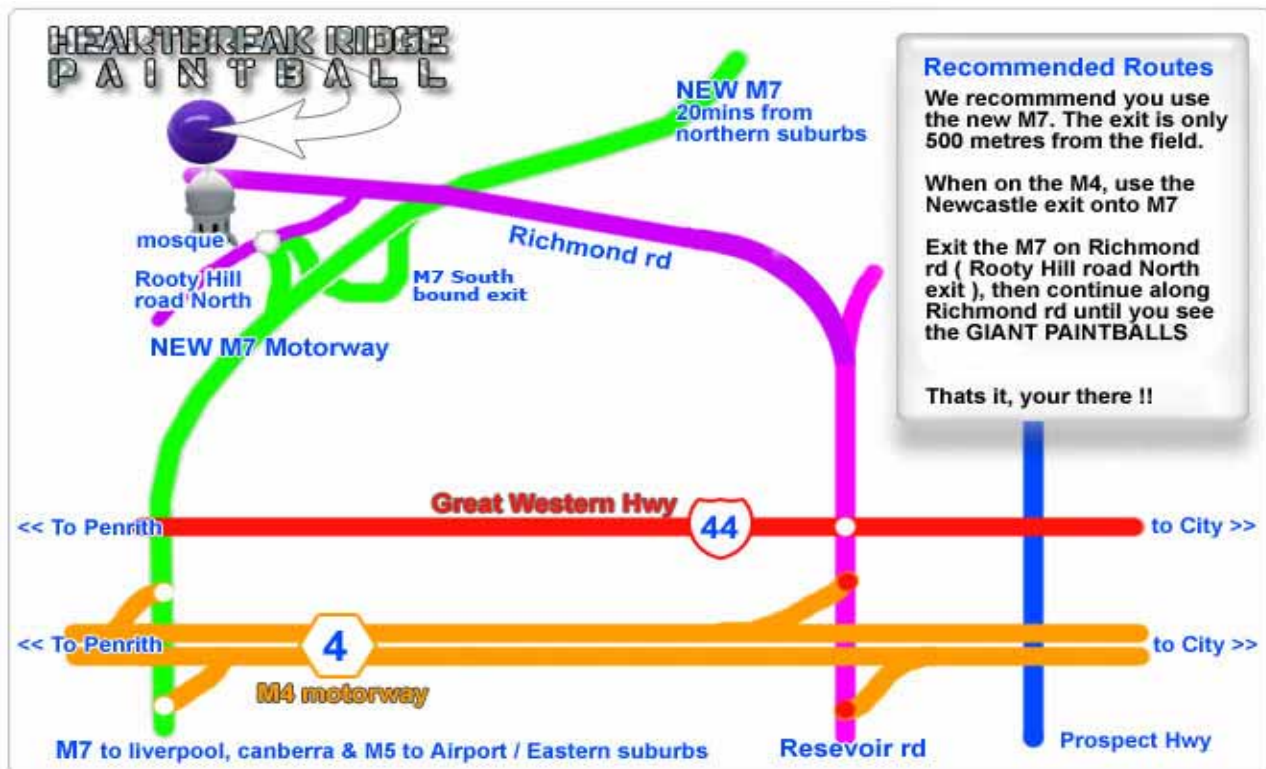 HEARTBREAK RIDGE
PAINTBALL
NEW M7
20mins from
northern suburbs
Recommended Routes
We recommmend you use
the new M7. The exit is only
500 metres from the field.
When on the M4, use the
Newcastle exit onto M7
Exit the M7 on Richmond
rd ( Rooty Hill road North
exit ), then continue along
Richmond rd until you see
the GIANT PAINTBALLS
Thats it, your there !!
mosque
Rooty Hill
road North
Richmond rd
M7 South
bound exit
NEW M7 Motorway
Great Western Hwy
44
<< To Penrith
to City >>
<< To Penrith
4
to City >>
M4 motorway
M7 to liverpool, canberra & M5 to Airport / Eastern suburbs
Resevoir rd
Prospect Hwy